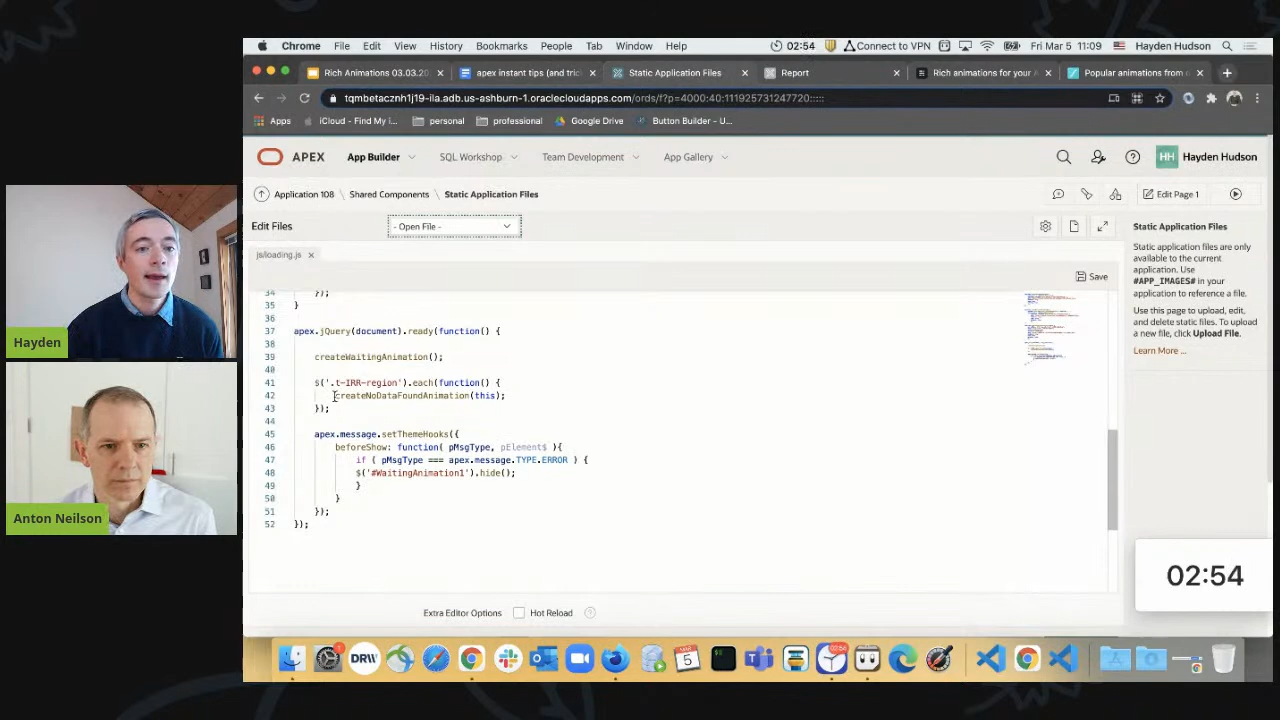 Chrome File Edit View History Bookmarks People Tab Window Help 02:54 Connect to VPN Fri Mar 5 11:09 Hayden Hudson
Rich Animations 03.03.20 apex instant tips (and tric Static Application Files Report Rich animations for your A Popular animations from n
tqmbetacznh1j19-ila.adb.us-ashburn-1.oraclecloudapps.com/ords/f?p=4000:40:111925731247720:::::
Apps iCloud - Find My i... personal professional Google Drive Button Builder - U...
APEX App Builder SQL Workshop Team Development App Gallery HH Hayden Hudson
Application 108 \ Shared Components \ Static Application Files Edit Page 1
Edit Files - Open File -
Static Application Files
js/loading.js
Static application files are only
available to the current
application. Use
#APP_IMAGES# in your
application to reference a file.
Use this page to upload, edit,
and delete static files. To upload
a new file, click Upload File.
Learn More ...
Save
34 });
35 }
36
37 apex.jQuery(document).ready(function() {
38
39 createWaitingAnimation();
40
41 $('.t-IRR-region').each(function() {
42 createNoDataFoundAnimation(this);
43 });
44
45 apex.message.setThemeHooks({
46 beforeShow: function( pMsgType, pElement$ ){
47 if ( pMsgType === apex.message.TYPE.ERROR ) {
48 $('#WaitingAnimation1').hide();
49 }
50 }
51 });
52 });
Extra Editor Options Hot Reload
02:54
Hayden
Anton Neilson
DRW
5
02:54